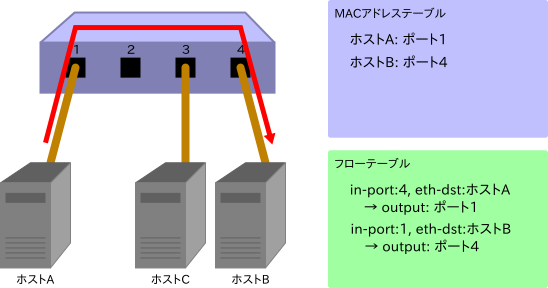 1 2 3 4
ホストA
ホストC
ホストB
MACアドレステーブル
ホストA: ポート1
ホストB: ポート4
フローテーブル
in-port:4, eth-dst:ホストA
→ output: ポート1
in-port:1, eth-dst:ホストB
→ output: ポート4